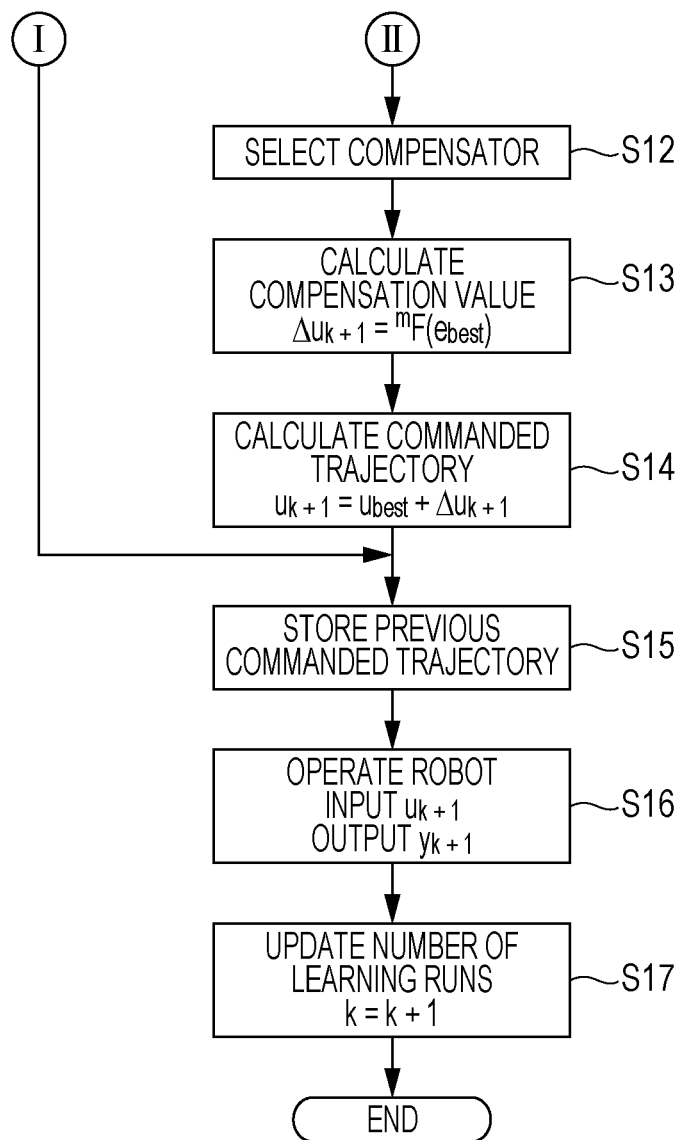 I
II
SELECT COMPENSATOR
S12
CALCULATE
COMPENSATION VALUE
Δuk + 1 = mF(ebest)
S13
CALCULATE COMMANDED
TRAJECTORY
uk + 1 = ubest + Δuk + 1
S14
STORE PREVIOUS
COMMANDED TRAJECTORY
S15
OPERATE ROBOT
INPUT uk + 1
OUTPUT yk + 1
S16
UPDATE NUMBER OF
LEARNING RUNS
k = k + 1
S17
END